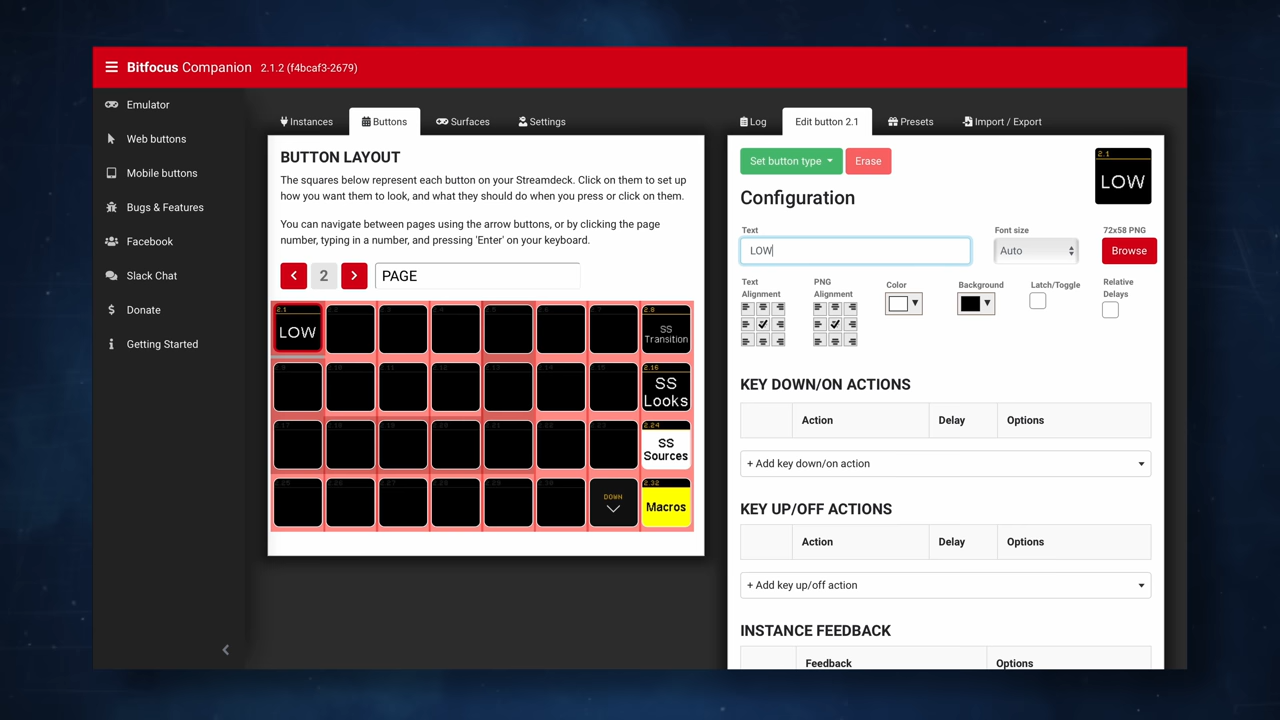 Bitfocus Companion 2.1.2 (f4bcaf3-2679)
Emulator
Web buttons
Mobile buttons
Bugs & Features
Facebook
Slack Chat
Donate
Getting Started
Instances
Buttons
Surfaces
Settings
BUTTON LAYOUT
The squares below represent each button on your Streamdeck. Click on them to set up
how you want them to look, and what they should do when you press or click on them.
You can navigate between pages using the arrow buttons, or by clicking the page
number, typing in a number, and pressing 'Enter' on your keyboard.
2
PAGE
2.1
LOW
2.8
SS
Transition
2.16
SS
Looks
2.24
SS
Sources
DOWN
2.32
Macros
Log
Edit button 2.1
Presets
Import / Export
Set button type
Erase
2.1
LOW
Configuration
Text
Font size
72x58 PNG
LOW
Auto
Browse
Text
Alignment
PNG
Alignment
Color
Background
Latch/Toggle
Relative
Delays
KEY DOWN/ON ACTIONS
Action Delay Options
+ Add key down/on action
KEY UP/OFF ACTIONS
Action Delay Options
+ Add key up/off action
INSTANCE FEEDBACK
Feedback Options